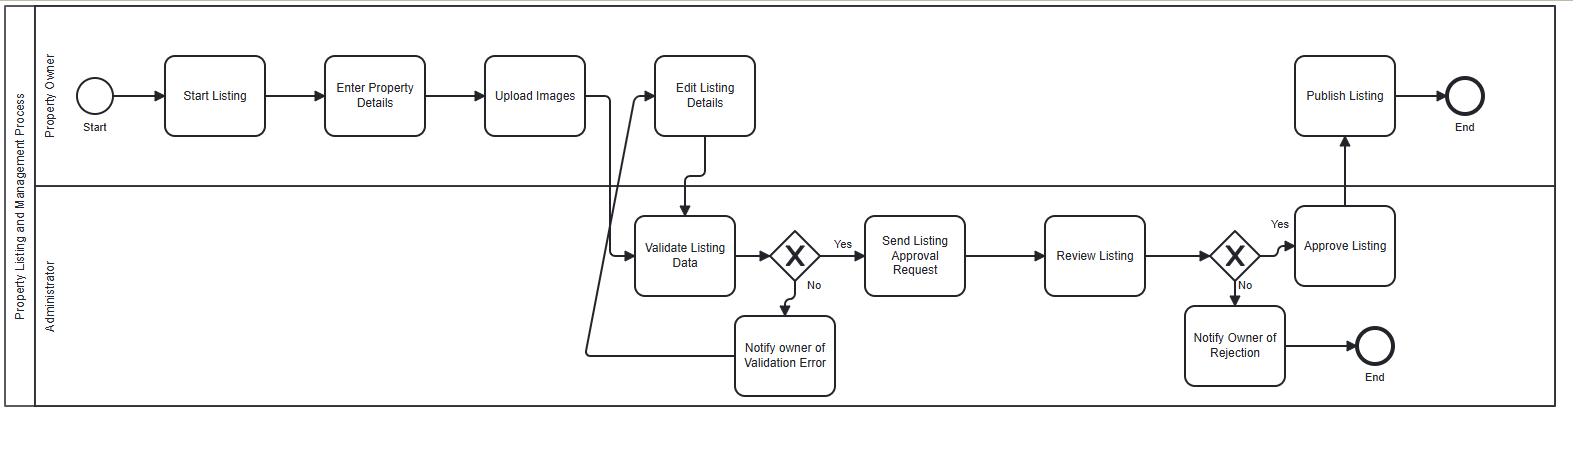 Property Listing and Management Process
Property Owner
Start
Start Listing
Enter Property
Details
Upload Images
Edit Listing
Details
Publish Listing
End
Administrator
Validate Listing
Data
Yes
No
Notify owner of
Validation Error
Send Listing
Approval
Request
Review Listing
Yes
No
Approve Listing
Notify Owner of
Rejection
End